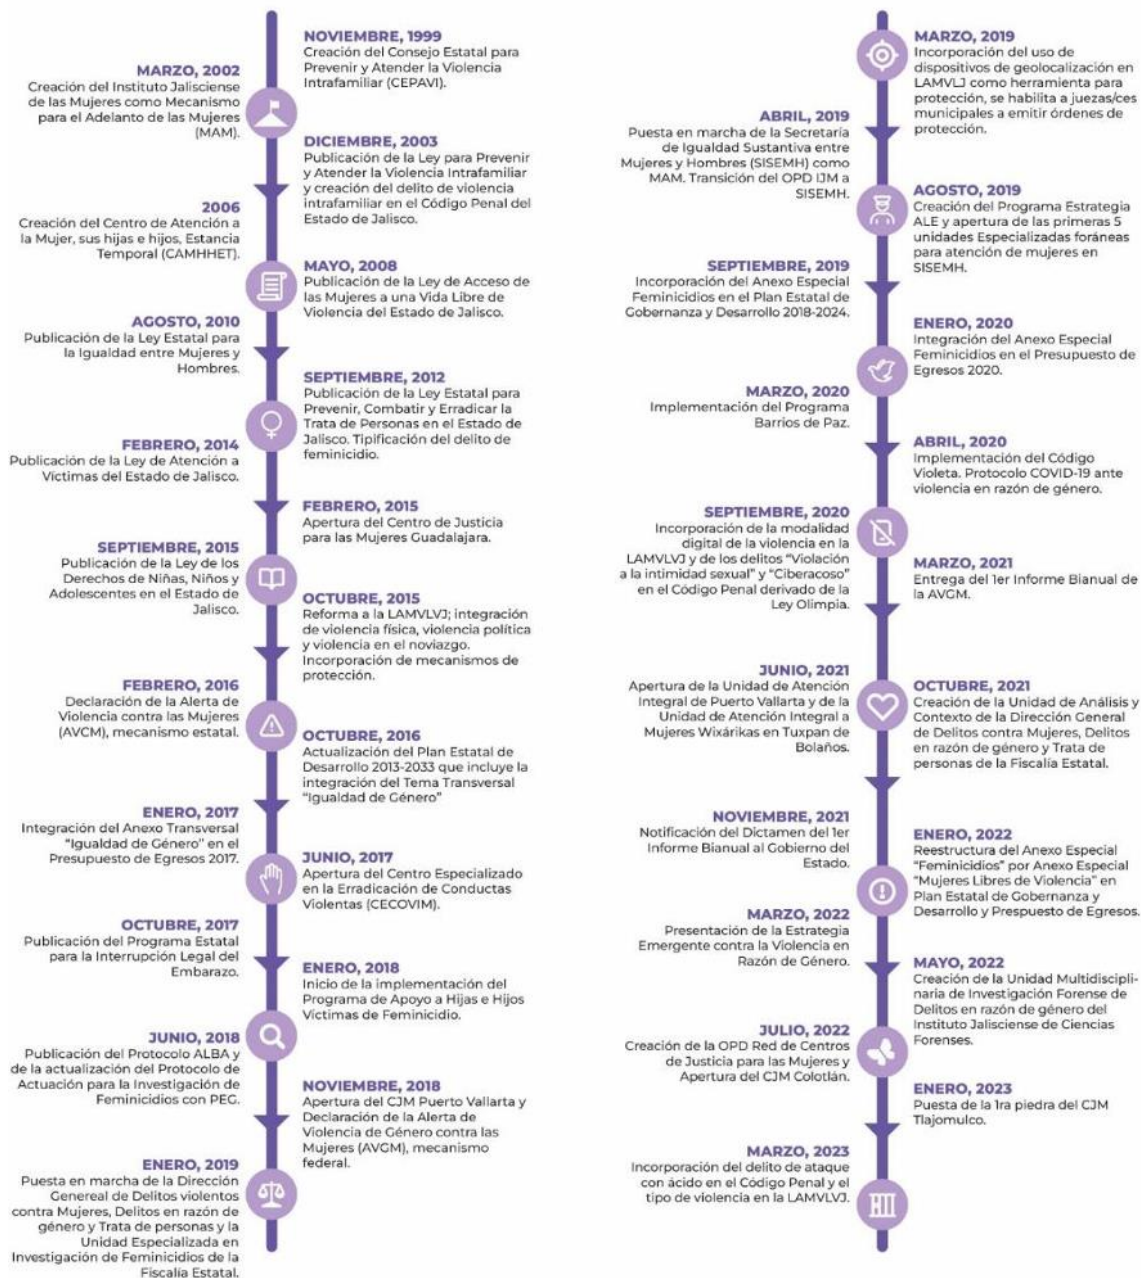 NOVIEMBRE, 1999
Creación del Consejo Estatal para
Prevenir y Atender la Violencia
Intrafamiliar (CEPAVI).
MARZO, 2002
Creación del Instituto Jalisciense
de las Mujeres como Mecanismo
para el Adelanto de las Mujeres
(MAM).
DICIEMBRE, 2003
Publicación de la Ley para Prevenir
y Atender la Violencia Intrafamiliar
y creación del delito de violencia
intrafamiliar en el Código Penal del
Estado de Jalisco.
2006
Creación del Centro de Atención a
la Mujer, sus hijas e hijos, Estancia
Temporal (CAMHHET).
MAYO, 2008
Publicación de la Ley de Acceso de
las Mujeres a una Vida Libre de
Violencia del Estado de Jalisco.
AGOSTO, 2010
Publicación de la Ley Estatal para
la Igualdad entre Mujeres y
Hombres.
SEPTIEMBRE, 2012
Publicación de la Ley Estatal para
Prevenir, Combatir y Erradicar la
Trata de Personas en el Estado de
Jalisco. Tipificación del delito de
feminicidio.
FEBRERO, 2014
Publicación de la Ley de Atención a
Víctimas del Estado de Jalisco.
FEBRERO, 2015
Apertura del Centro de Justicia
para las Mujeres Guadalajara.
SEPTIEMBRE, 2015
Publicación de la Ley de los
Derechos de Niñas, Niños y
Adolescentes en el Estado de
Jalisco.
OCTUBRE, 2015
Reforma a la LAMVLVJ; integración
de violencia física, violencia política
y violencia en el noviazgo.
Incorporación de mecanismos de
protección.
FEBRERO, 2016
Declaración de la Alerta de
Violencia contra las Mujeres
(AVCM), mecanismo estatal.
OCTUBRE, 2016
Actualización del Plan Estatal de
Desarrollo 2013-2033 que incluye la
integración del Tema Transversal
“Igualdad de Género”
ENERO, 2017
Integración del Anexo Transversal
“Igualdad de Género” en el
Presupuesto de Egresos 2017.
JUNIO, 2017
Apertura del Centro Especializado
en la Erradicación de Conductas
Violentas (CECOVIM).
OCTUBRE, 2017
Publicación del Programa Estatal
para la Interrupción Legal del
Embarazo.
ENERO, 2018
Inicio de la implementación del
Programa de Apoyo a Hijas e Hijos
Víctimas de Feminicidio.
JUNIO, 2018
Publicación del Protocolo ALBA y
de la actualización del Protocolo de
Actuación para la Investigación de
Feminicidios con PEG.
NOVIEMBRE, 2018
Apertura del CJM Puerto Vallarta y
Declaración de la Alerta de
Violencia de Género contra las
Mujeres (AVGM), mecanismo
federal.
ENERO, 2019
Puesta en marcha de la Dirección
Genereal de Delitos violentos
contra Mujeres, Delitos en razón de
género y Trata de personas y la
Unidad Especializada en
Investigación de Feminicidios de la
Fiscalía Estatal.
MARZO, 2019
Incorporación del uso de
dispositivos de geolocalización en
LAMVLJ como herramienta para
protección, se habilita a juezas/ces
municipales a emitir órdenes de
protección.
ABRIL, 2019
Puesta en marcha de la Secretaría
de Igualdad Sustantiva entre
Mujeres y Hombres (SISEMH) como
MAM. Transición del OPD IJM a
SISEMH.
AGOSTO, 2019
Creación del Programa Estrategia
ALE y apertura de las primeras 5
unidades Especializadas foráneas
para atención de mujeres en
SISEMH.
SEPTIEMBRE, 2019
Incorporación del Anexo Especial
Feminicidios en el Plan Estatal de
Gobernanza y Desarrollo 2018-2024.
ENERO, 2020
Integración del Anexo Especial
Feminicidios en el Presupuesto de
Egresos 2020.
MARZO, 2020
Implementación del Programa
Barrios de Paz.
ABRIL, 2020
Implementación del Código
Violeta. Protocolo COVID-19 ante
violencia en razón de género.
SEPTIEMBRE, 2020
Incorporación de la modalidad
digital de la violencia en la
LAMVLVJ y de los delitos “Violación
a la intimidad sexual” y “Ciberacoso”
en el Código Penal derivado de la
Ley Olimpia.
MARZO, 2021
Entrega del 1er Informe Bianual de
la AVGM.
JUNIO, 2021
Apertura de la Unidad de Atención
Integral de Puerto Vallarta y de la
Unidad de Atención Integral a
Mujeres Wixárikas en Tuxpan de
Bolaños.
OCTUBRE, 2021
Creación de la Unidad de Análisis y
Contexto de la Dirección General
de Delitos contra Mujeres, Delitos
en razón de género y Trata de
personas de la Fiscalía Estatal.
NOVIEMBRE, 2021
Notificación del Dictamen del 1er
Informe Bianual al Gobierno del
Estado.
ENERO, 2022
Reestructura del Anexo Especial
“Feminicidios” por Anexo Especial
“Mujeres Libres de Violencia” en
Plan Estatal de Gobernanza y
Desarrollo y Prespuesto de Egresos.
MARZO, 2022
Presentación de la Estrategia
Emergente contra la Violencia en
Razón de Género.
MAYO, 2022
Creación de la Unidad Multidiscipli-
naria de Investigación Forense de
Delitos en razón de género del
Instituto Jalisciense de Ciencias
Forenses.
JULIO, 2022
Creación de la OPD Red de Centros
de Justicia para las Mujeres y
Apertura del CJM Colotlán.
ENERO, 2023
Puesta de la 1ra piedra del CJM
Tlajomulco.
MARZO, 2023
Incorporación del delito de ataque
con ácido en el Código Penal y el
tipo de violencia en la LAMVLVJ.